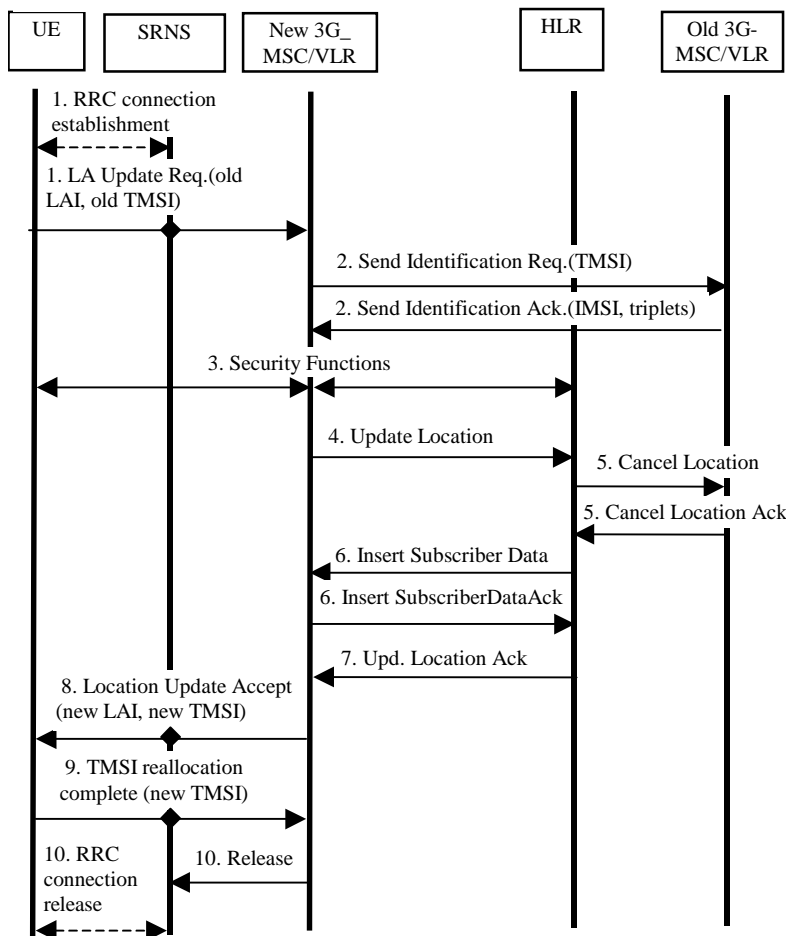 UE
SRNS
New 3G_
MSC/VLR
HLR
Old 3G-
MSC/VLR
1. RRC connection
establishment
1. LA Update Req.(old
LAI, old TMSI)
2. Send Identification Req.(TMSI)
2. Send Identification Ack.(IMSI, triplets)
3. Security Functions
4. Update Location
5. Cancel Location
5. Cancel Location Ack
6. Insert Subscriber Data
6. Insert SubscriberDataAck
7. Upd. Location Ack
8. Location Update Accept
(new LAI, new TMSI)
9. TMSI reallocation
complete (new TMSI)
10. RRC
connection
release
10. Release